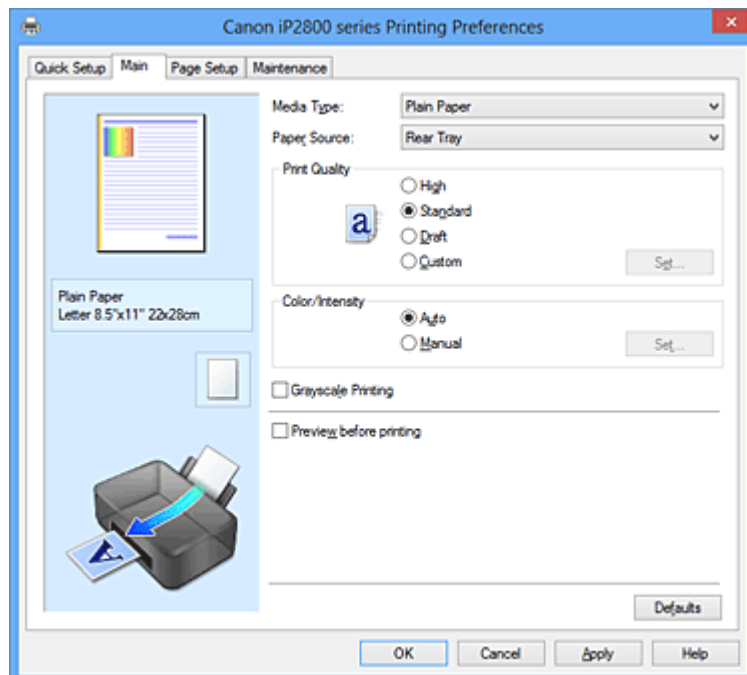 Canon iP2800 series Printing Preferences
Quick Setup Main Page Setup Maintenance
Media Type: Plain Paper
Paper Source: Rear Tray
Print Quality
High
a Standard
Draft
Custom Set...
Plain Paper
Letter 8.5"x11" 22x28cm
Color/Intensity
Auto
Manual Set...
Grayscale Printing
Preview before printing
A
Defaults
OK Cancel Apply Help